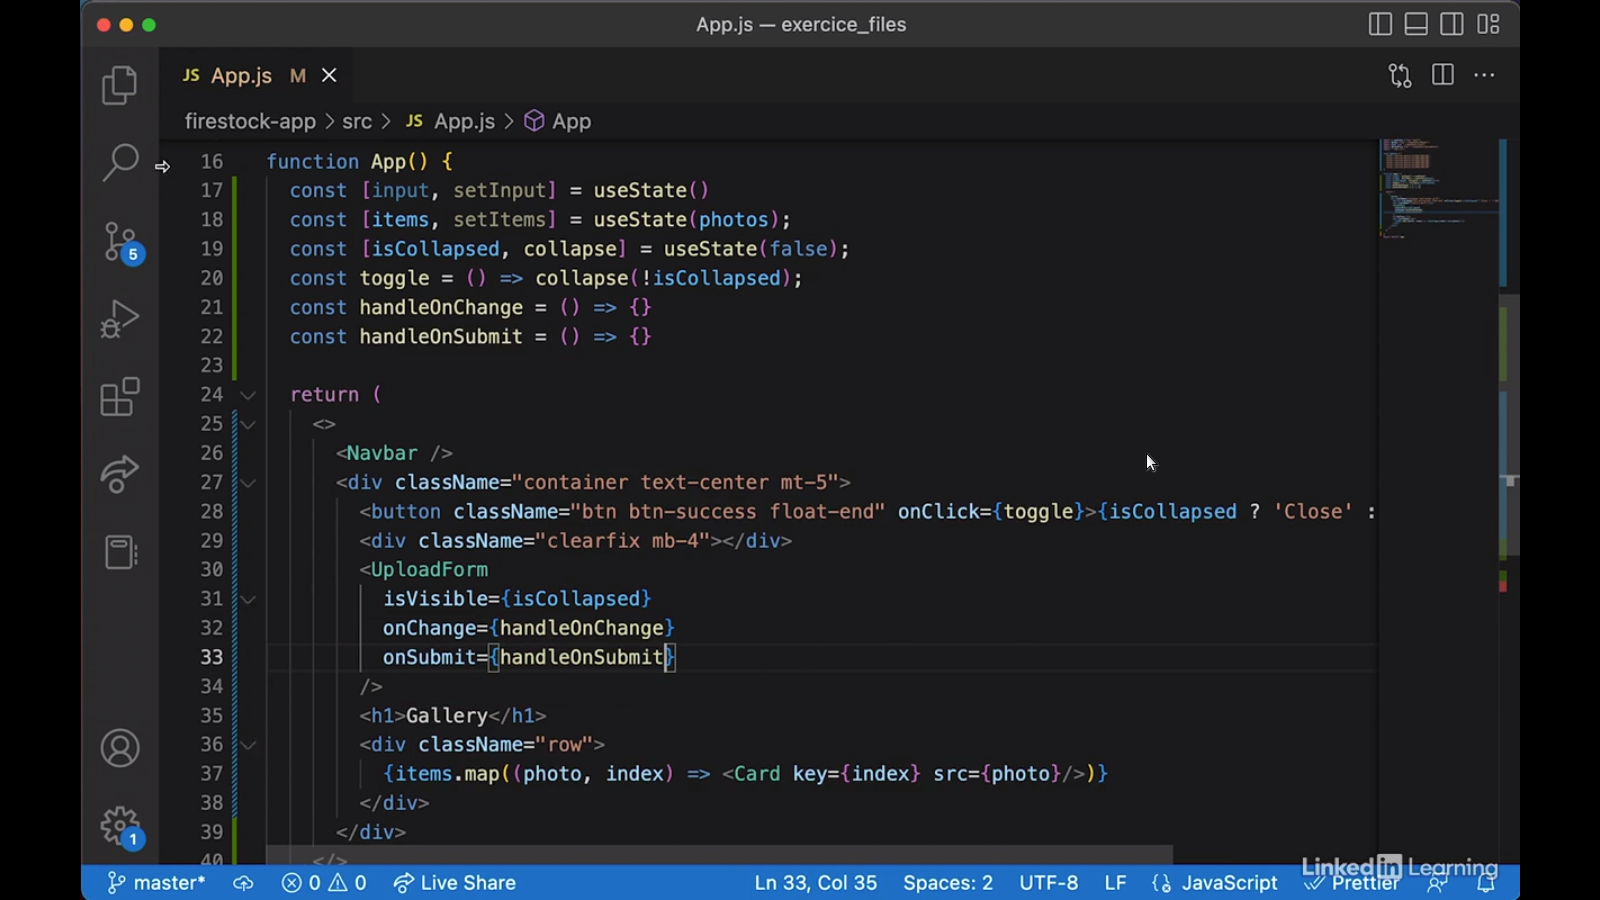 App.js — exercice_files
JS App.js M
firestock-app > src > JS App.js > App
16 function App() {
17 const [input, setInput] = useState()
18 const [items, setItems] = useState(photos);
19 const [isCollapsed, collapse] = useState(false);
20 const toggle = () => collapse(!isCollapsed);
21 const handleOnChange = () => {}
22 const handleOnSubmit = () => {}
23
24 return (
25 <>
26 <Navbar />
27 <div className="container text-center mt-5">
28 <button className="btn btn-success float-end" onClick={toggle}>{isCollapsed ? 'Close' :
29 <div className="clearfix mb-4"></div>
30 <UploadForm
31 isVisible={isCollapsed}
32 onChange={handleOnChange}
33 onSubmit={handleOnSubmit}
34 />
35 <h1>Gallery</h1>
36 <div className="row">
37 {items.map((photo, index) => <Card key={index} src={photo}/>)}
38 </div>
39 </div>
40 </>
5
1
LinkedIn Learning
master* 0 0 Live Share Ln 33, Col 35 Spaces: 2 UTF-8 LF {} JavaScript Prettier